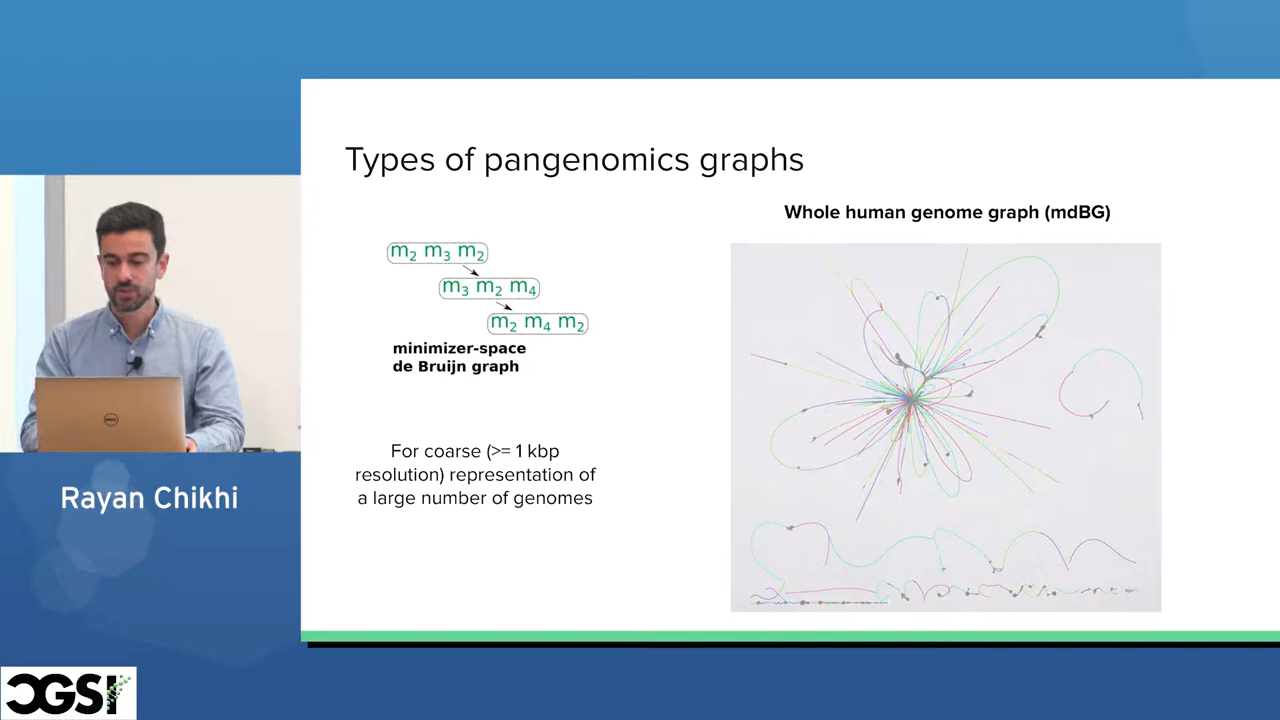 Types of pangenomics graphs
Whole human genome graph (mdBG)
m₂ m₃ m₂
m₃ m₂ m₄
m₂ m₄ m₂
minimizer-space
de Bruijn graph
For coarse (>= 1 kbp
resolution) representation of
a large number of genomes
Rayan Chikhi
DELL
CGSI